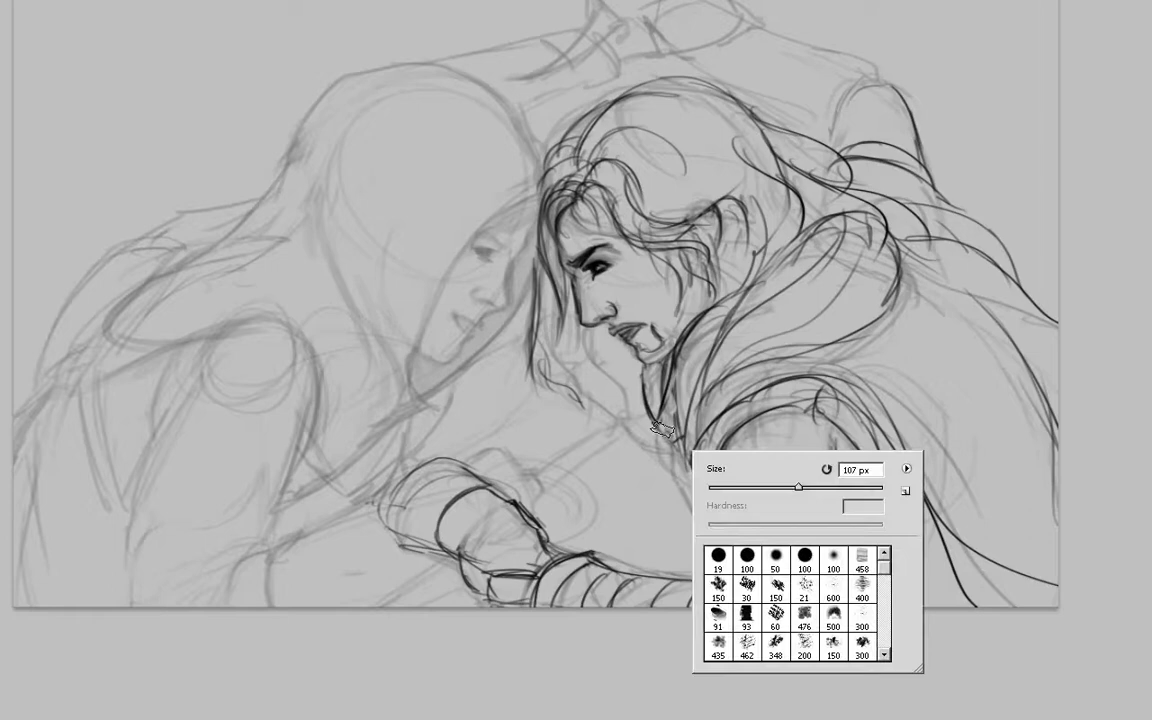 Size: 107 px
Hardness:
19 100 50 100 100 458
150 30 150 21 600 400
91 93 60 476 500 300
435 462 348 200 150 300